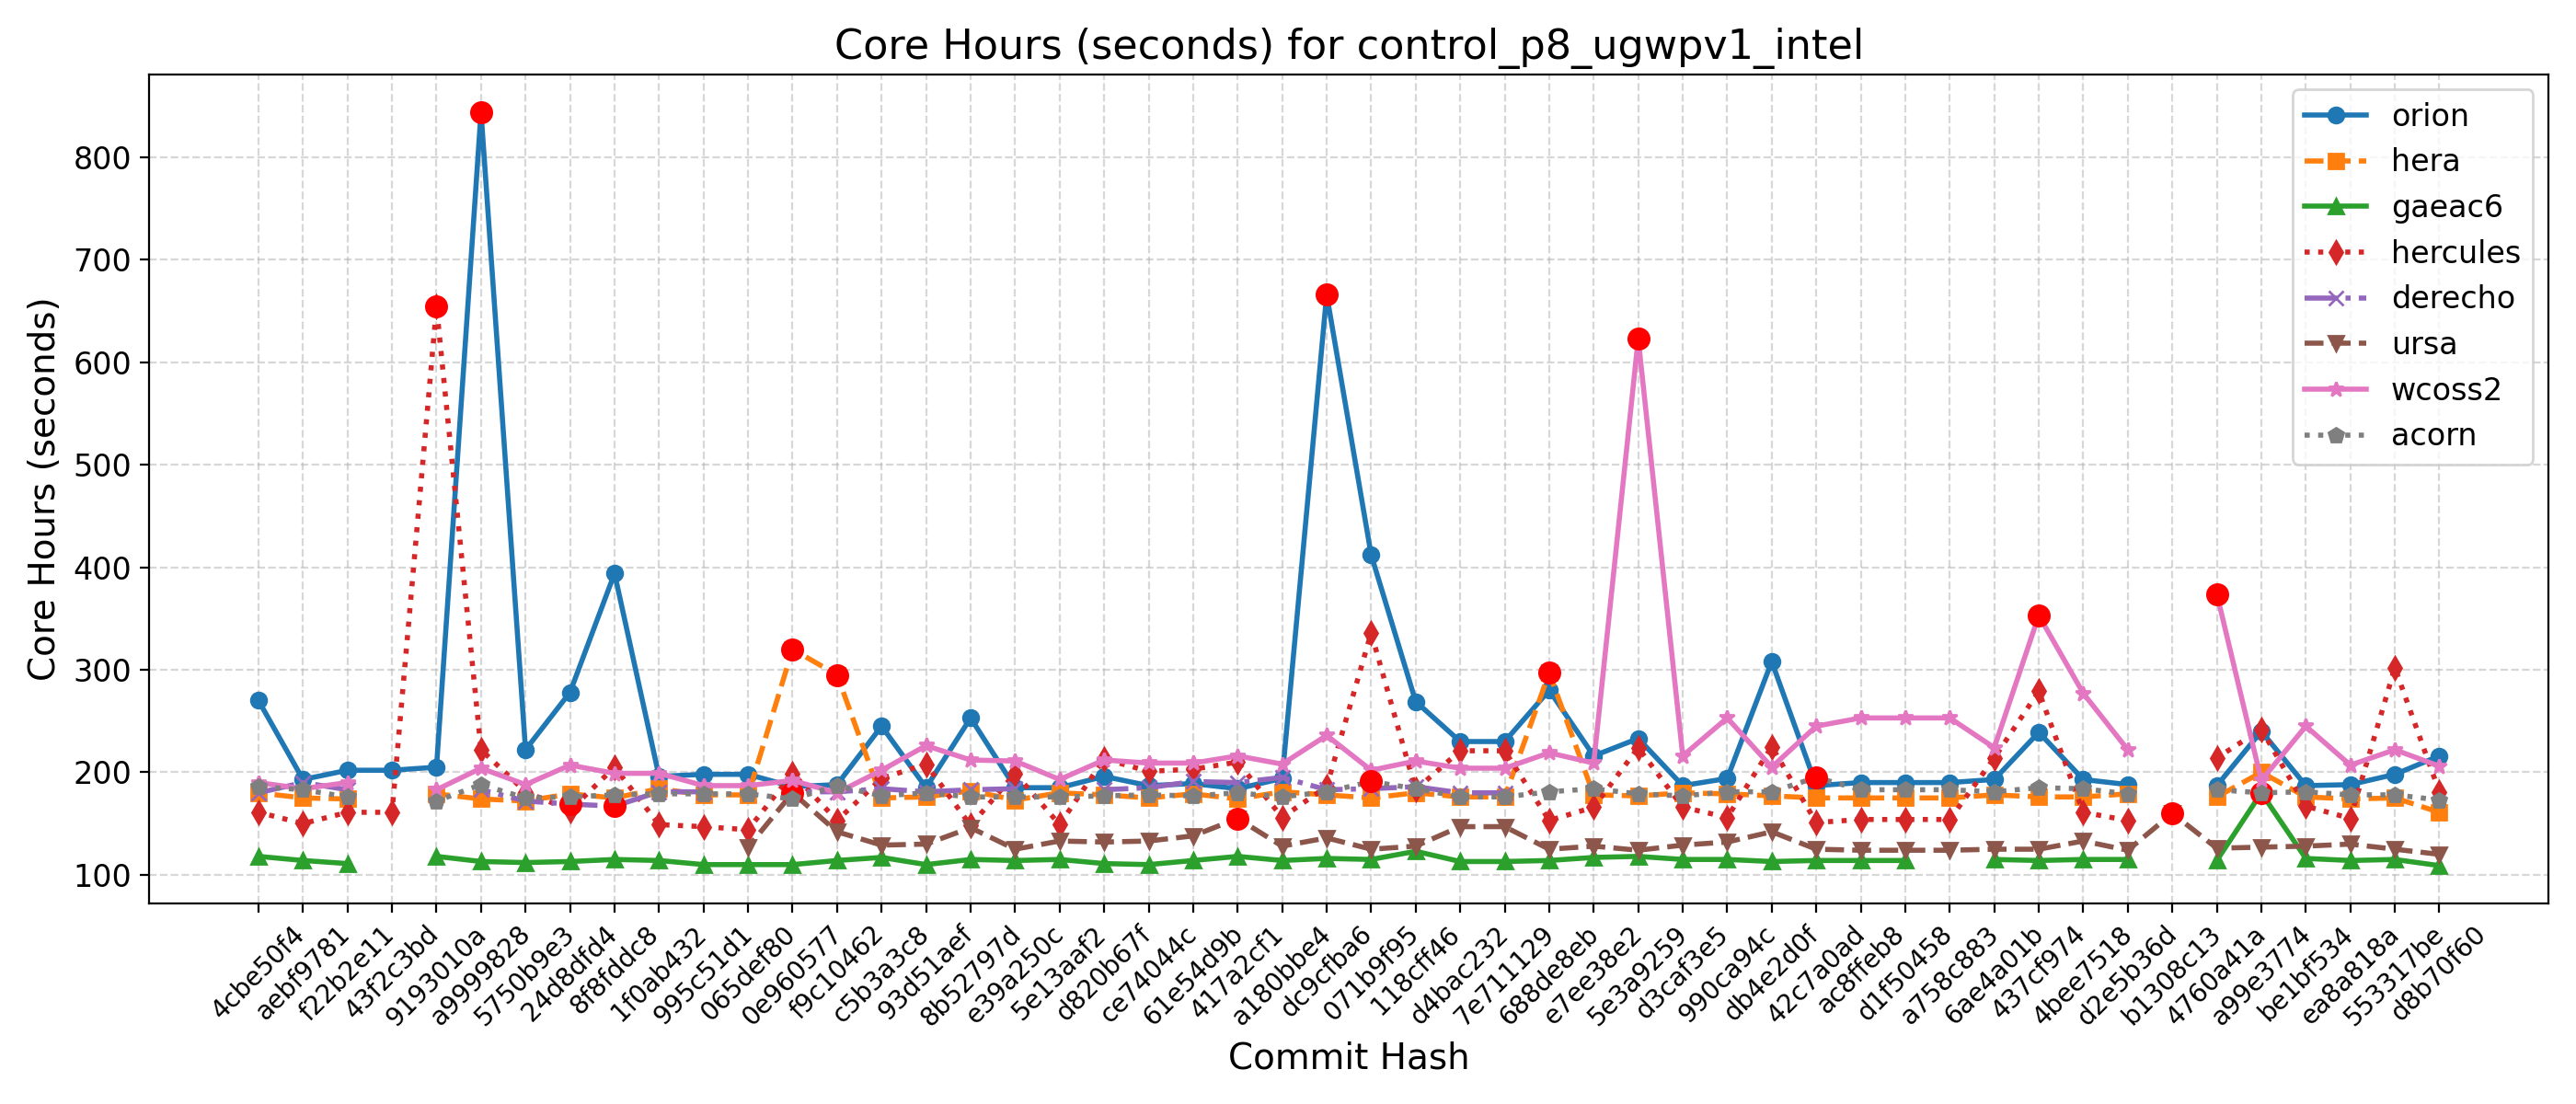 Core Hours (seconds) for control_p8_ugwpv1_intel
Core Hours (seconds)
800
700
600
500
400
300
200
100
orion
hera
gaeac6
hercules
derecho
ursa
wcoss2
acorn
4cbe50f4
aebf9781
f22b2e11
43f2c3bd
9193010a
a9999828
5750b9e3
24d8dfd4
8f8fddc8
1f0ab432
995c51d1
065def80
0e960577
f9c10462
c5b3a3c8
93d51aef
8b52797d
e39a250c
5e13aaf2
d820b67f
ce74044c
61e54d9b
417a2cf1
a180bbe4
dc9cfba6
071b9f95
118cff46
d4bac232
7e711129
688de8eb
e7ee38e2
5e3a9259
d3caf3e5
990ca94c
db4e2d0f
42c7a0ad
ac8ffeb8
d1f50458
a758c883
6ae4a01b
437cf974
4bee7518
d2e5b36d
b1308c13
4760a41a
a99e3774
be1bf534
ea8a818a
553317be
d8b70f60
Commit Hash